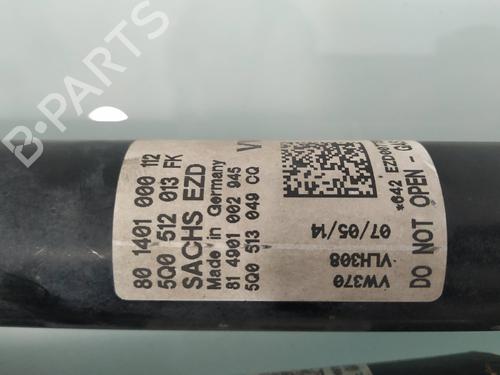 80 1401 000 112
5Q0 512 013 FK
SACHS EZD
Made in Germany
81 4901 002 945
5Q0 513 049 CQ
07/05/14
VW370
VLH308
DO NOT OPEN - GA
B-PARTS